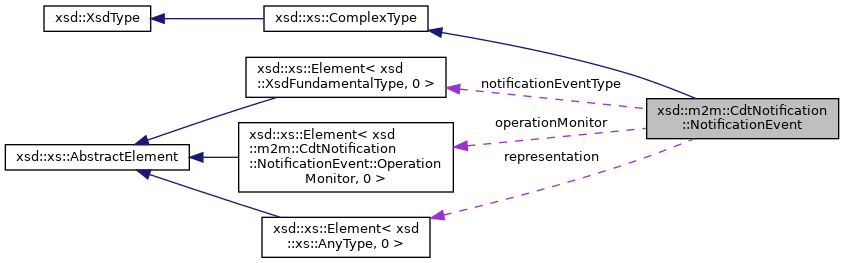 xsd::XsdType
xsd::xs::ComplexType
xsd::xs::Element< xsd
::XsdFundamentalType, 0 >
notificationEventType
xsd::m2m::CdtNotification
::NotificationEvent
operationMonitor
xsd::xs::Element< xsd
::m2m::CdtNotification
::NotificationEvent::Operation
Monitor, 0 >
xsd::xs::AbstractElement
representation
xsd::xs::Element< xsd
::xs::AnyType, 0 >